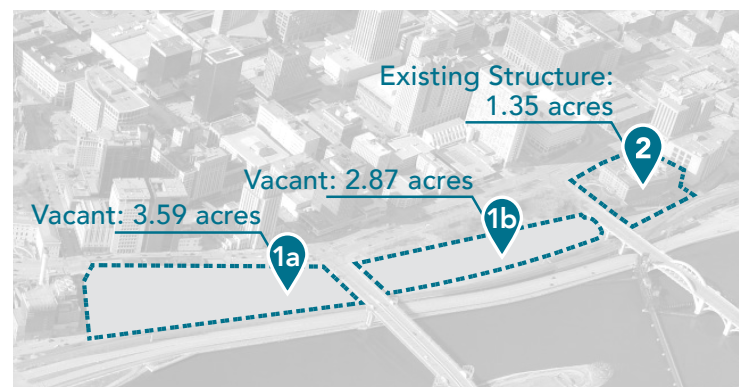 Existing Structure:
1.35 acres
2
Vacant: 2.87 acres
1b
Vacant: 3.59 acres
1a